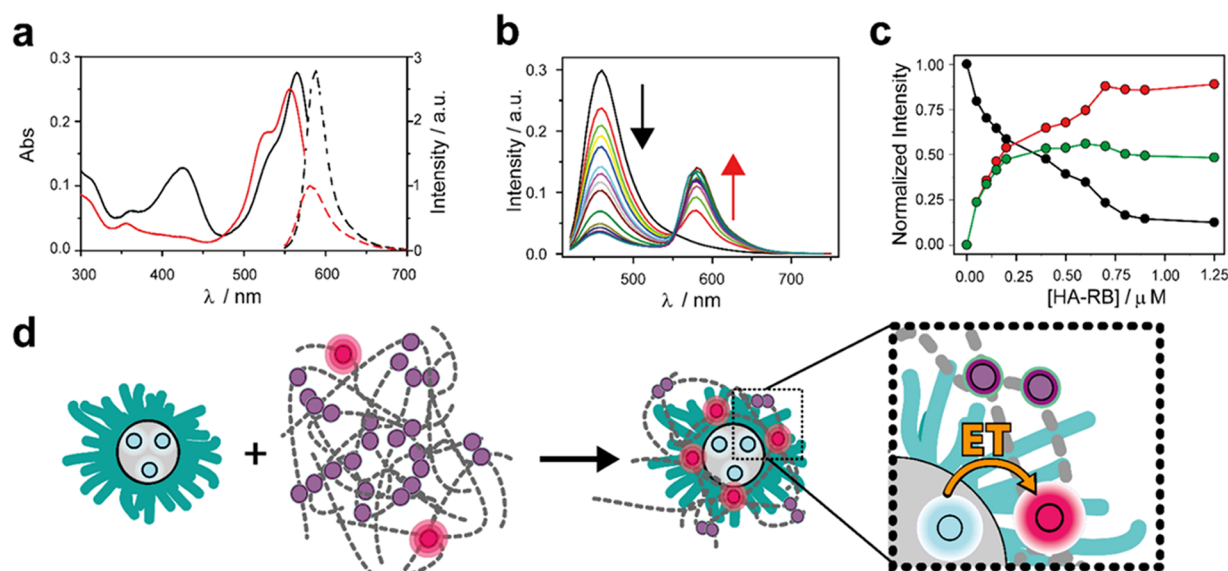 a
b
c
0.3
0.2
0.1
0.0
Abs
3
2
1
0
Intensity / a.u.
300
400
500
600
700
λ / nm
0.3
0.2
0.1
0.0
Intensity / a.u.
500
600
700
λ / nm
1.00
0.75
0.50
0.25
0.00
Normalized Intensity
0.00
0.25
0.50
0.75
1.00
1.25
[HA-RB] / μ M
d
+
ET